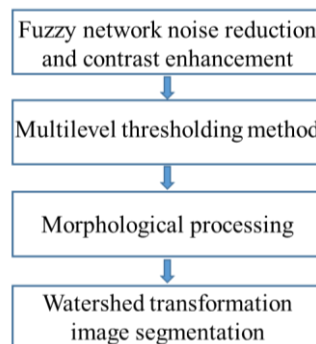 Fuzzy network noise reduction
and contrast enhancement
Multilevel thresholding method
Morphological processing
Watershed transformation
image segmentation